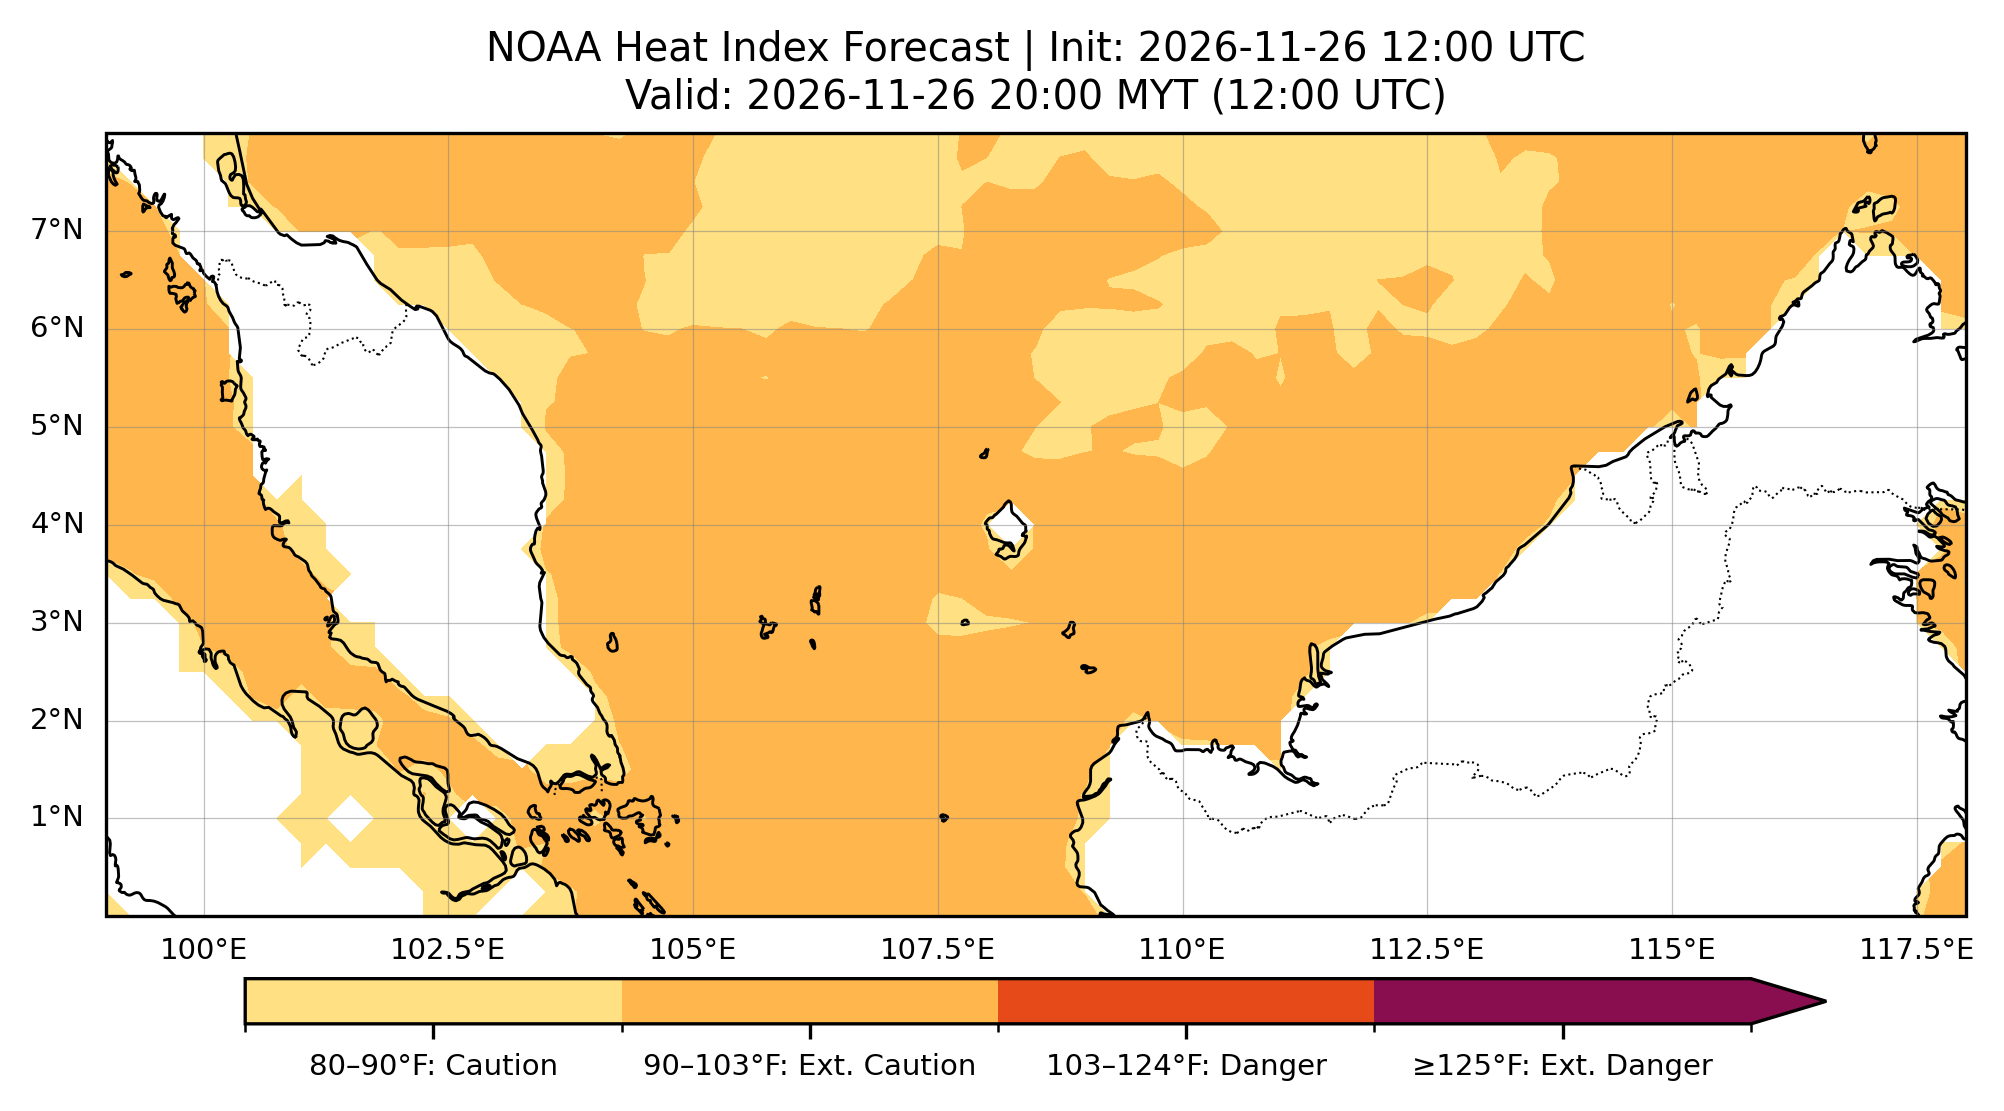 NOAA Heat Index Forecast | Init: 2026-11-26 12:00 UTC
Valid: 2026-11-26 20:00 MYT (12:00 UTC)
7°N
6°N
5°N
4°N
3°N
2°N
1°N
100°E
102.5°E
105°E
107.5°E
110°E
112.5°E
115°E
117.5°E
80–90°F: Caution
90–103°F: Ext. Caution
103–124°F: Danger
≥125°F: Ext. Danger